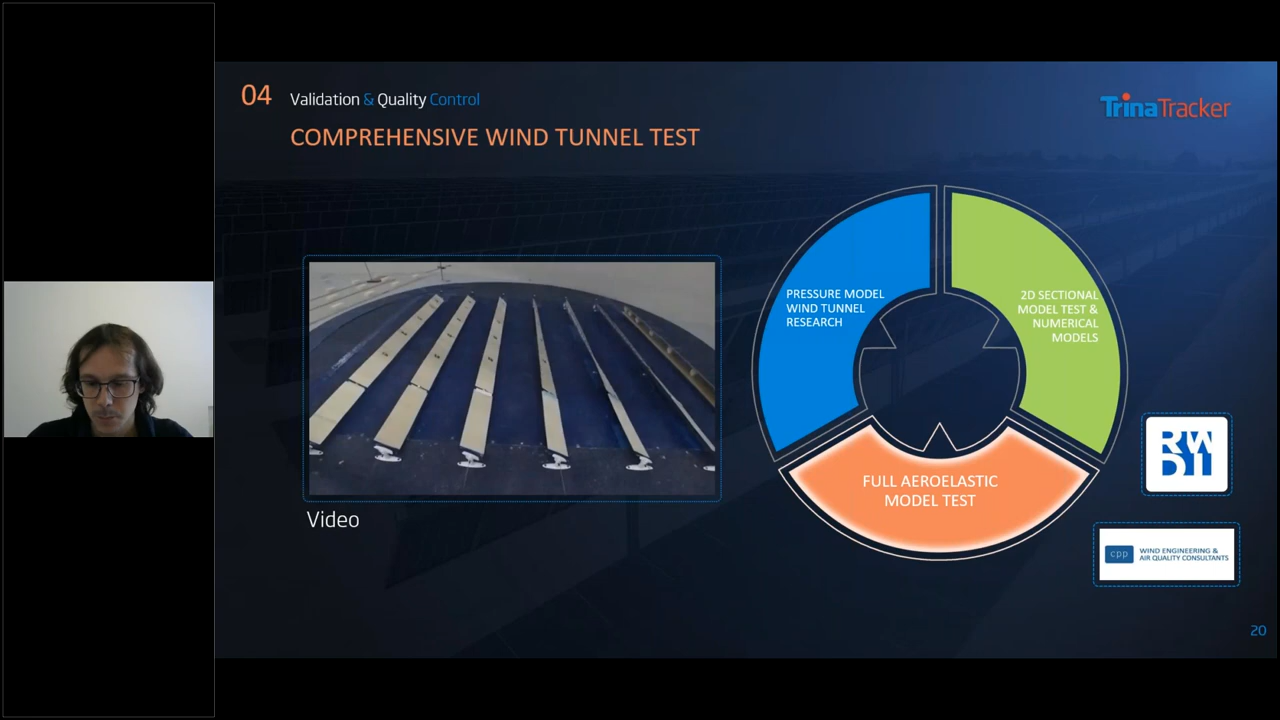 04
Validation & Quality Control
COMPREHENSIVE WIND TUNNEL TEST
TrinaTracker
PRESSURE MODEL
WIND TUNNEL
RESEARCH
2D SECTIONAL
MODEL TEST &
NUMERICAL
MODELS
FULL AEROELASTIC
MODEL TEST
Video
RWDI
cpp
WIND ENGINEERING &
AIR QUALITY CONSULTANTS
20